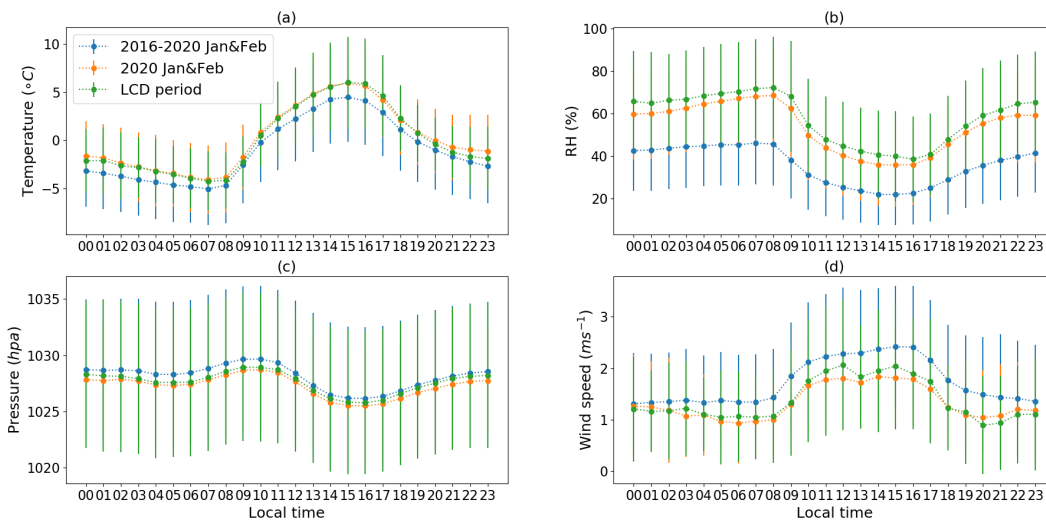 (a)
Temperature (∘C)
10
5
0
−5
2016-2020 Jan&Feb
2020 Jan&Feb
LCD period
00 01 02 03 04 05 06 07 08 09 10 11 12 13 14 15 16 17 18 19 20 21 22 23
(b)
RH (%)
100
80
60
40
20
00 01 02 03 04 05 06 07 08 09 10 11 12 13 14 15 16 17 18 19 20 21 22 23
(c)
Pressure (hpa)
1035
1030
1025
1020
00 01 02 03 04 05 06 07 08 09 10 11 12 13 14 15 16 17 18 19 20 21 22 23
Local time
(d)
Wind speed (ms⁻¹)
3
2
1
0
00 01 02 03 04 05 06 07 08 09 10 11 12 13 14 15 16 17 18 19 20 21 22 23
Local time